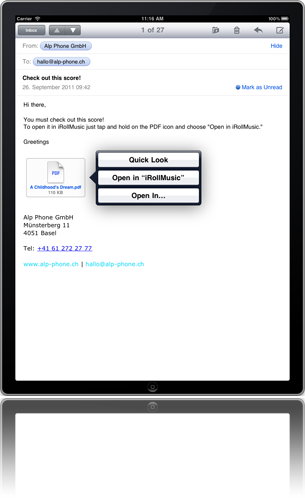 Carrier 11:16 AM 100%
Inbox 1 of 27
From: Alp Phone GmbH Hide
To: hallo@alp-phone.ch
Check out this score!
26. September 2011 09:42 Mark as Unread
Hi there,
You must check out this score!
To open it in iRollMusic just tap and hold on the PDF icon and choose "Open in iRollMusic."
Greetings
PDF
A Childhood's Dream.pdf
118 KB
Quick Look
Open in “iRollMusic”
Open In...
Alp Phone GmbH
Münsterberg 11
4051 Basel
Tel: +41 61 272 27 77
www.alp-phone.ch | hallo@alp-phone.ch